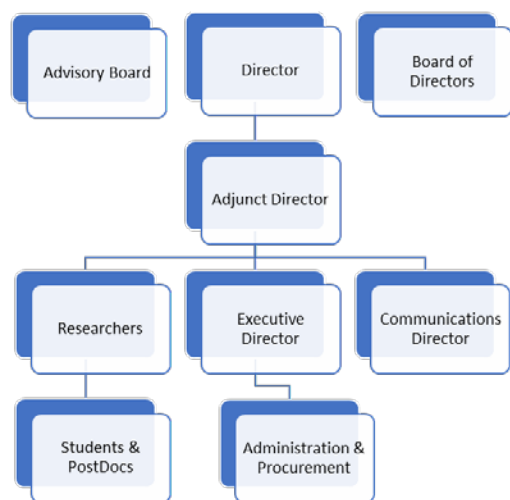 Advisory Board
Director
Board of
Directors
Adjunct Director
Researchers
Executive
Director
Communications
Director
Students &
PostDocs
Administration &
Procurement